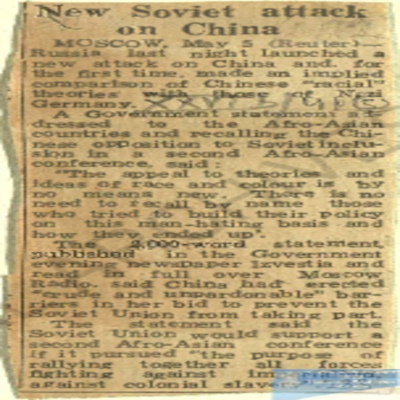 New Soviet attack
on China
MOSCOW, May 5 (Reuter)—
Russia last night launched a
new attack on China and, for
the first time, made an implied
comparison of Chinese "racial"
theories with those of Nazi
Germany.
A Government statement ad-
dressed to the Afro-Asian
countries and recalling the Chi-
nese opposition to Soviet inclu-
sion in a second Afro-Asian
conference, said:
"The appeal to theories and
ideas of race and colour is by
no means new. There is no
need to recall by name those
who tried to build their policy
on this man-hating basis and
how they ended up".
The 2,000-word statement,
published in the Government
evening newspaper Izvestia and
read in full over Moscow
Radio, said China had erected
"crude and unpardonable" bar-
riers in her bid to prevent the
Soviet Union from taking part.
The statement said the
Soviet Union would support a
second Afro-Asian conference
if it pursued "the purpose of
rallying together all forces
fighting against
against colonial